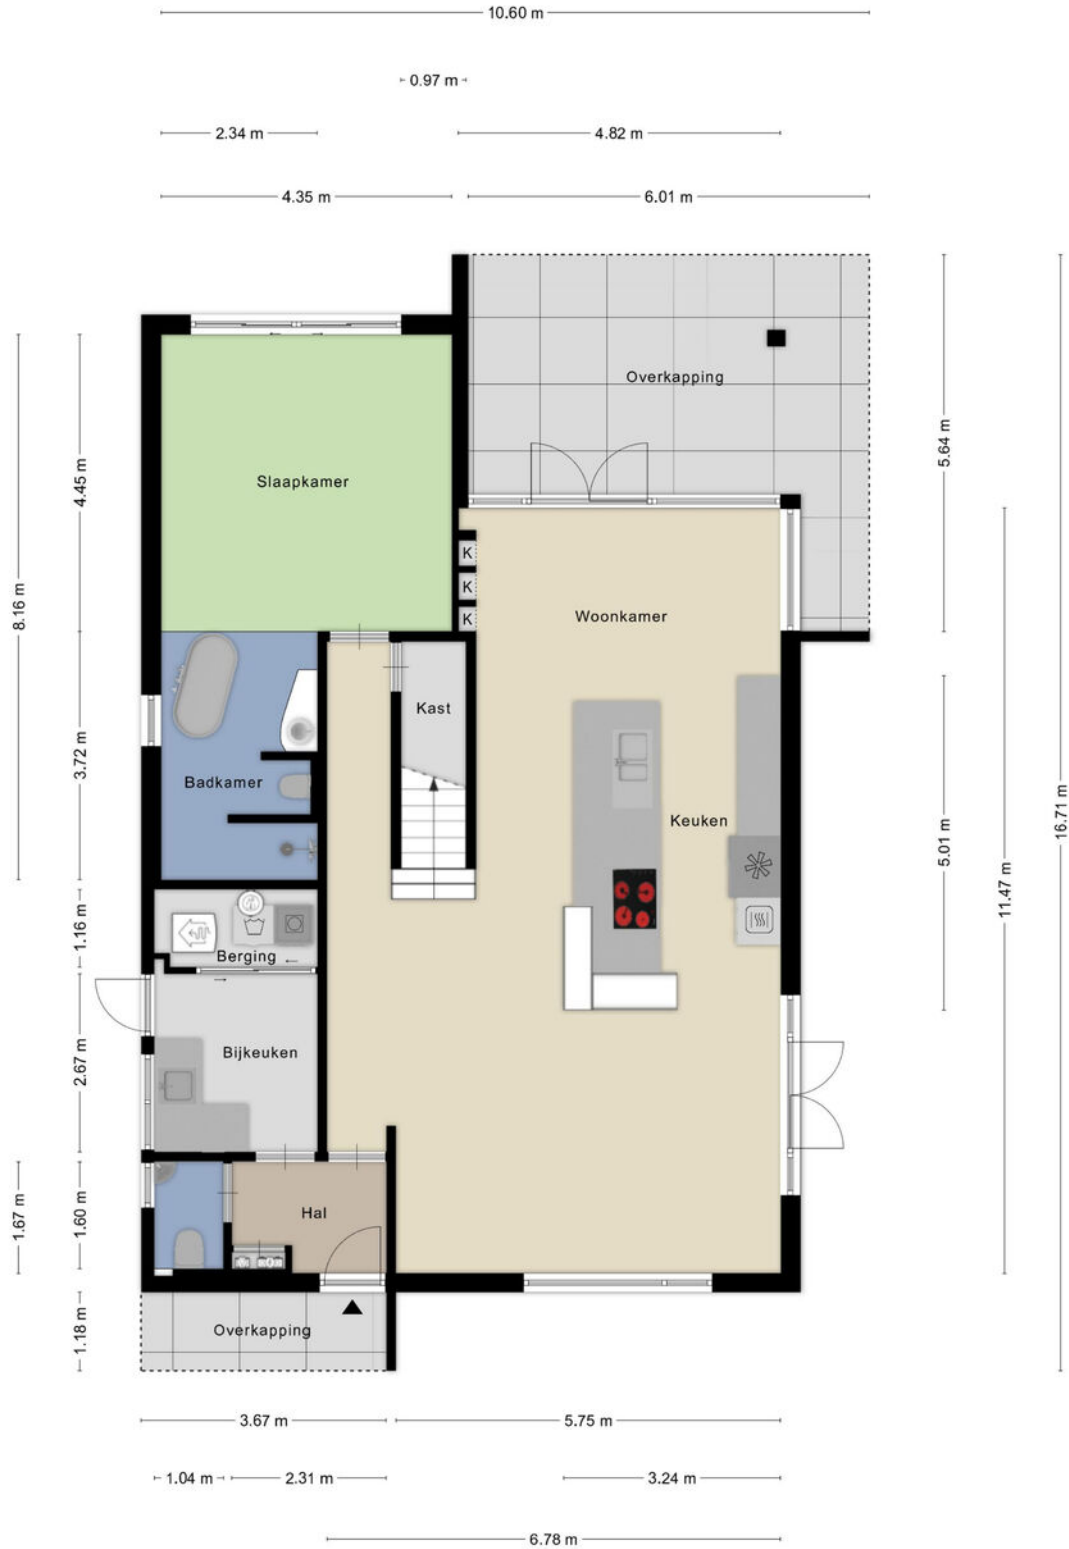 10.60 m
0.97 m
2.34 m
4.82 m
4.35 m
6.01 m
Overkapping
5.64 m
4.45 m
Slaapkamer
K
K
K
8.16 m
Woonkamer
Kast
3.72 m
Badkamer
Keuken
16.71 m
5.01 m
11.47 m
1.16 m
Berging
2.67 m
Bijkeuken
1.67 m
1.60 m
Hal
1.18 m
Overkapping
3.67 m
5.75 m
1.04 m
2.31 m
3.24 m
6.78 m